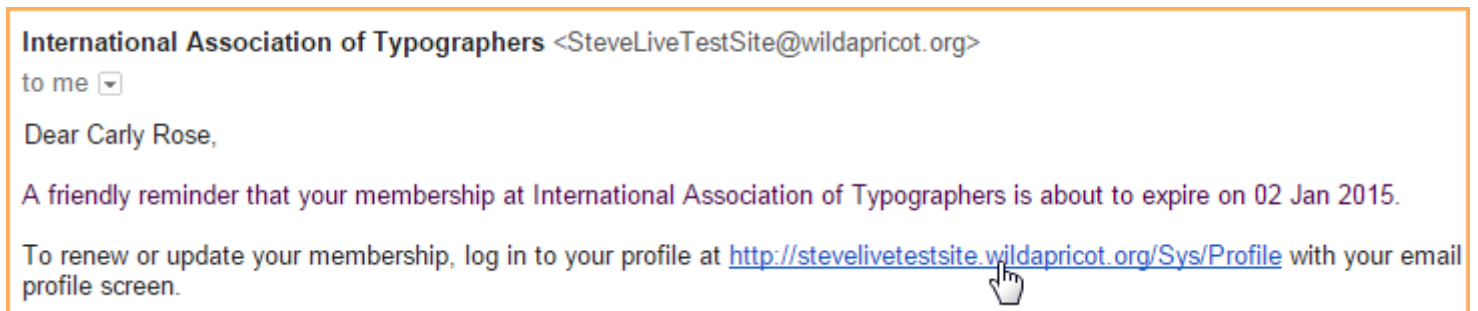 International Association of Typographers <SteveLiveTestSite@wildapricot.org>
to me
Dear Carly Rose,
A friendly reminder that your membership at International Association of Typographers is about to expire on 02 Jan 2015.
To renew or update your membership, log in to your profile at http://stevelivetestsite.wildapricot.org/Sys/Profile with your email
profile screen.